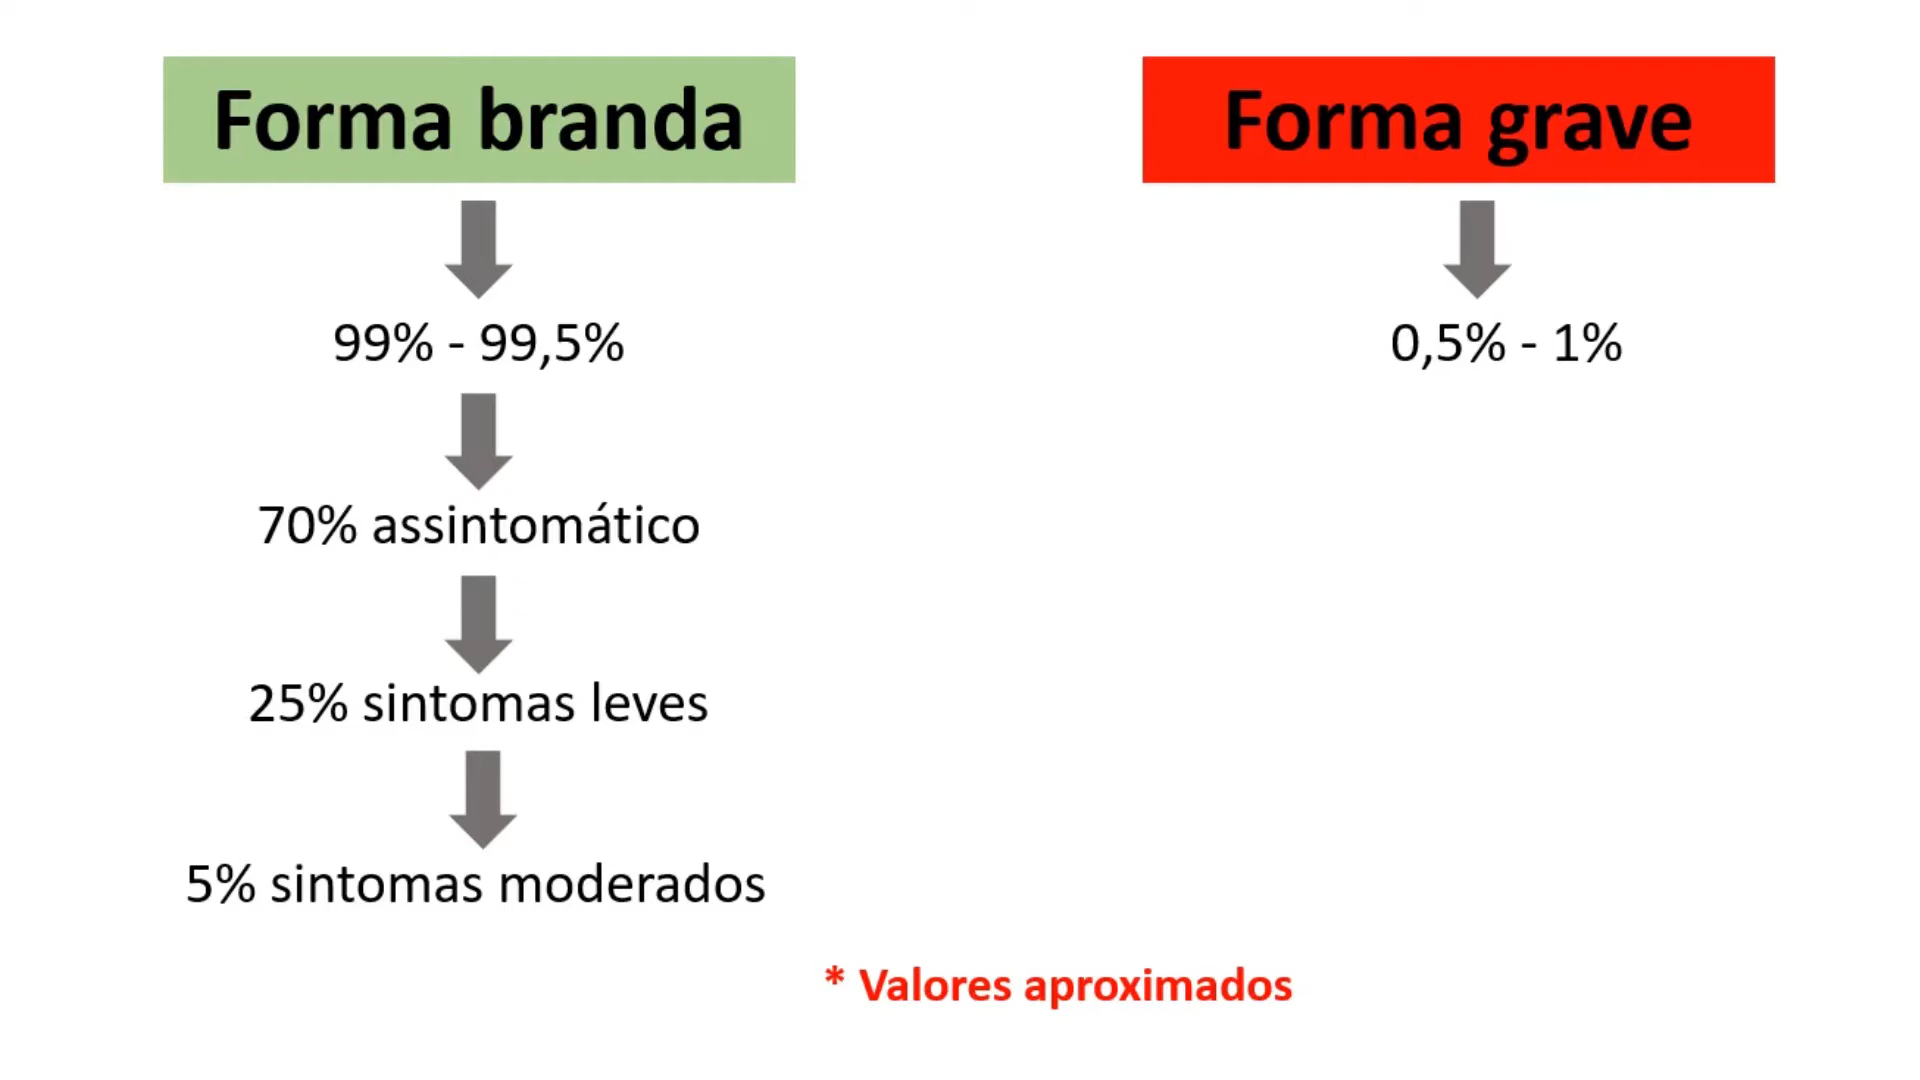 Forma branda
99% - 99,5%
70% assintomático
25% sintomas leves
5% sintomas moderados
Forma grave
0,5% - 1%
* Valores aproximados